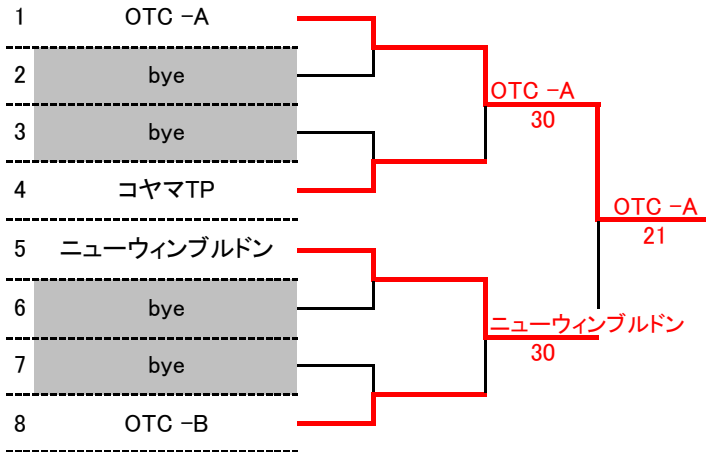 1 OTC -A
2 bye
3 bye
4 コヤマTP
5 ニューウィンブルドン
6 bye
7 bye
8 OTC -B
OTC -A
30
ニューウィンブルドン
30
OTC -A
21